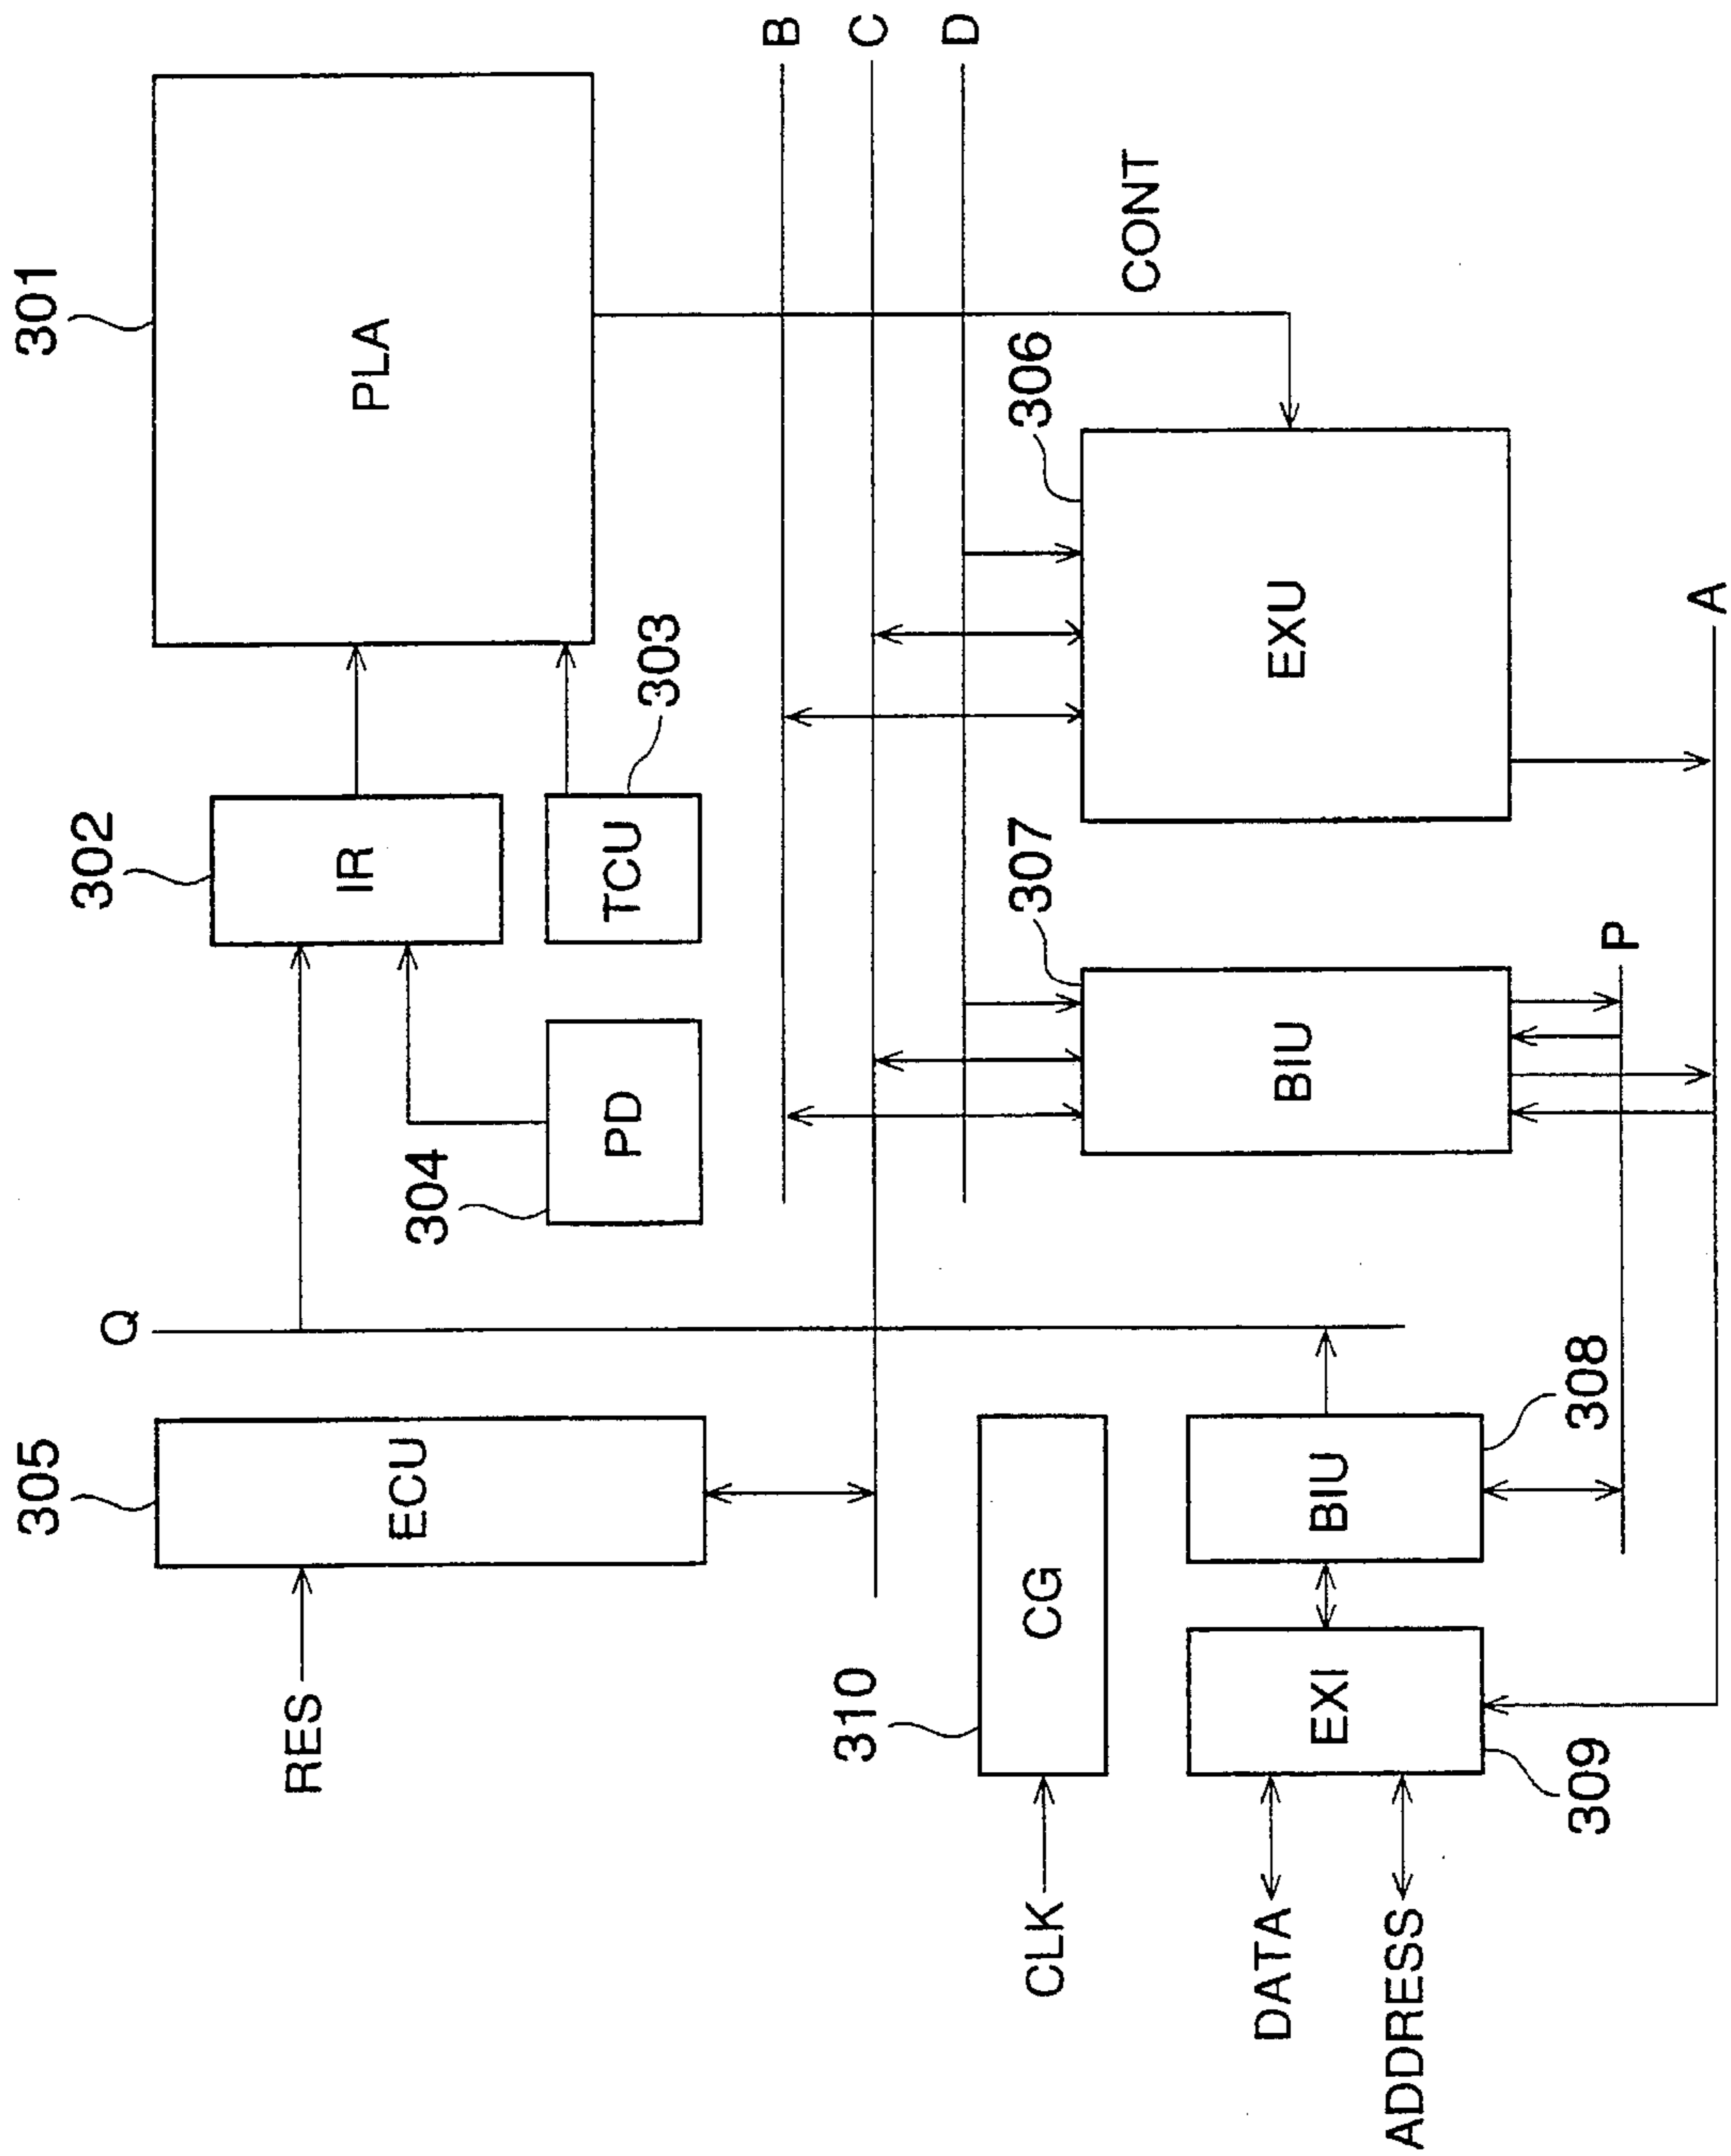 301
PLA
302
IR
TCU
303
PD
304
Q
305
ECU
RES
B
C
D
CONT
306
EXU
307
BIU
P
A
310
CG
CLK
BIU
308
EXI
309
DATA
ADDRESS